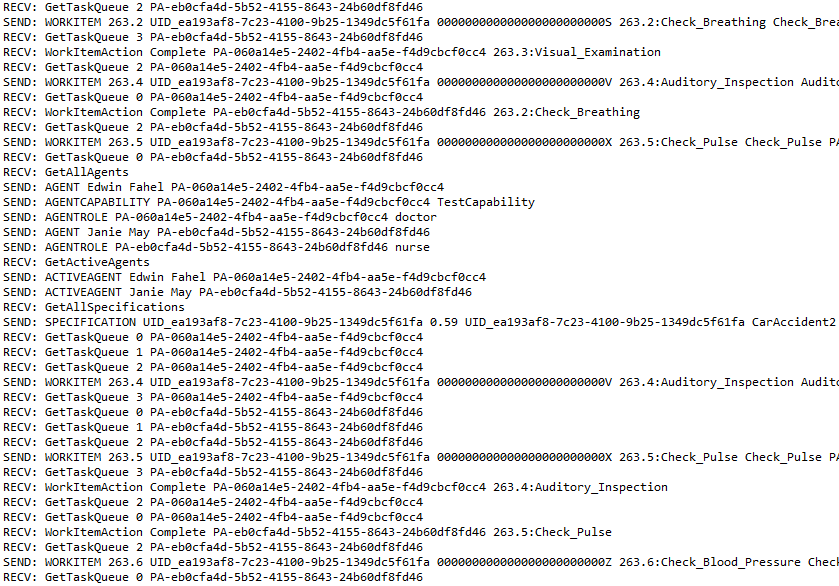 RECV: GetTaskQueue 2 PA-eb0cfa4d-5b52-4155-8643-24b60df8fd46
SEND: WORKITEM 263.2 UID_ea193af8-7c23-4100-9b25-1349dc5f61fa 000000000000000000000000S 263.2:Check_Breathing Check_Brea
RECV: GetTaskQueue 3 PA-eb0cfa4d-5b52-4155-8643-24b60df8fd46
RECV: WorkItemAction Complete PA-060a14e5-2402-4fb4-aa5e-f4d9cbcf0cc4 263.3:Visual_Examination
RECV: GetTaskQueue 2 PA-060a14e5-2402-4fb4-aa5e-f4d9cbcf0cc4
SEND: WORKITEM 263.4 UID_ea193af8-7c23-4100-9b25-1349dc5f61fa 000000000000000000000000V 263.4:Auditory_Inspection Audito
RECV: GetTaskQueue 0 PA-060a14e5-2402-4fb4-aa5e-f4d9cbcf0cc4
RECV: WorkItemAction Complete PA-eb0cfa4d-5b52-4155-8643-24b60df8fd46 263.2:Check_Breathing
RECV: GetTaskQueue 2 PA-eb0cfa4d-5b52-4155-8643-24b60df8fd46
SEND: WORKITEM 263.5 UID_ea193af8-7c23-4100-9b25-1349dc5f61fa 000000000000000000000000X 263.5:Check_Pulse Check_Pulse PA
RECV: GetTaskQueue 0 PA-eb0cfa4d-5b52-4155-8643-24b60df8fd46
RECV: GetAllAgents
SEND: AGENT Edwin Fahel PA-060a14e5-2402-4fb4-aa5e-f4d9cbcf0cc4
SEND: AGENTCAPABILITY PA-060a14e5-2402-4fb4-aa5e-f4d9cbcf0cc4 TestCapability
SEND: AGENTROLE PA-060a14e5-2402-4fb4-aa5e-f4d9cbcf0cc4 doctor
SEND: AGENT Janie May PA-eb0cfa4d-5b52-4155-8643-24b60df8fd46
SEND: AGENTROLE PA-eb0cfa4d-5b52-4155-8643-24b60df8fd46 nurse
RECV: GetActiveAgents
SEND: ACTIVEAGENT Edwin Fahel PA-060a14e5-2402-4fb4-aa5e-f4d9cbcf0cc4
SEND: ACTIVEAGENT Janie May PA-eb0cfa4d-5b52-4155-8643-24b60df8fd46
RECV: GetAllSpecifications
SEND: SPECIFICATION UID_ea193af8-7c23-4100-9b25-1349dc5f61fa 0.59 UID_ea193af8-7c23-4100-9b25-1349dc5f61fa CarAccident2
RECV: GetTaskQueue 0 PA-060a14e5-2402-4fb4-aa5e-f4d9cbcf0cc4
RECV: GetTaskQueue 1 PA-060a14e5-2402-4fb4-aa5e-f4d9cbcf0cc4
RECV: GetTaskQueue 2 PA-060a14e5-2402-4fb4-aa5e-f4d9cbcf0cc4
SEND: WORKITEM 263.4 UID_ea193af8-7c23-4100-9b25-1349dc5f61fa 000000000000000000000000V 263.4:Auditory_Inspection Audito
RECV: GetTaskQueue 3 PA-060a14e5-2402-4fb4-aa5e-f4d9cbcf0cc4
RECV: GetTaskQueue 0 PA-eb0cfa4d-5b52-4155-8643-24b60df8fd46
RECV: GetTaskQueue 1 PA-eb0cfa4d-5b52-4155-8643-24b60df8fd46
RECV: GetTaskQueue 2 PA-eb0cfa4d-5b52-4155-8643-24b60df8fd46
SEND: WORKITEM 263.5 UID_ea193af8-7c23-4100-9b25-1349dc5f61fa 000000000000000000000000X 263.5:Check_Pulse Check_Pulse PA
RECV: GetTaskQueue 3 PA-eb0cfa4d-5b52-4155-8643-24b60df8fd46
RECV: WorkItemAction Complete PA-060a14e5-2402-4fb4-aa5e-f4d9cbcf0cc4 263.4:Auditory_Inspection
RECV: GetTaskQueue 2 PA-060a14e5-2402-4fb4-aa5e-f4d9cbcf0cc4
RECV: GetTaskQueue 0 PA-060a14e5-2402-4fb4-aa5e-f4d9cbcf0cc4
RECV: WorkItemAction Complete PA-eb0cfa4d-5b52-4155-8643-24b60df8fd46 263.5:Check_Pulse
RECV: GetTaskQueue 2 PA-eb0cfa4d-5b52-4155-8643-24b60df8fd46
SEND: WORKITEM 263.6 UID_ea193af8-7c23-4100-9b25-1349dc5f61fa 000000000000000000000000Z 263.6:Check_Blood_Pressure Chec
RECV: GetTaskQueue 0 PA-eb0cfa4d-5b52-4155-8643-24b60df8fd46